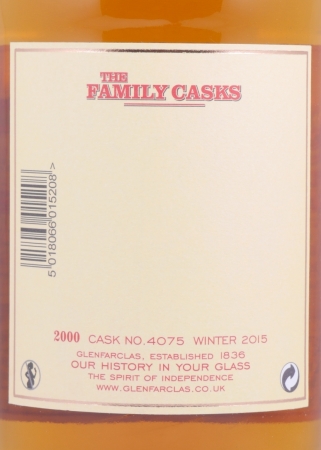 THE
FAMILY CASKS
5 018066 015208 >
2000 CASK NO.4075 WINTER 2015
GLENFARCLAS, ESTABLISHED 1836
OUR HISTORY IN YOUR GLASS
THE SPIRIT OF INDEPENDENCE
WWW.GLENFARCLAS.CO.UK